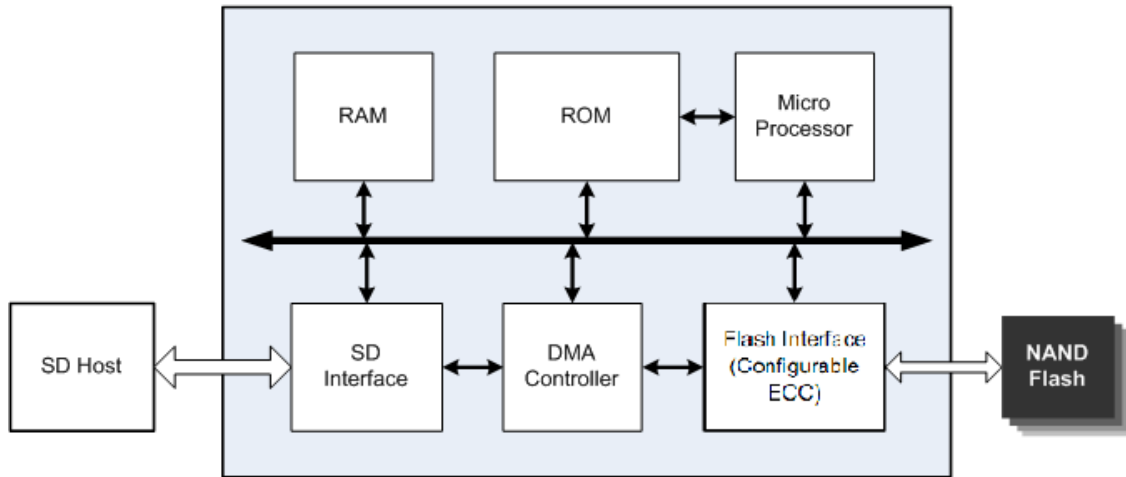 RAM
ROM
Micro
Processor
SD Host
SD
Interface
DMA
Controller
Flash Interface
(Configurable
ECC)
NAND
Flash